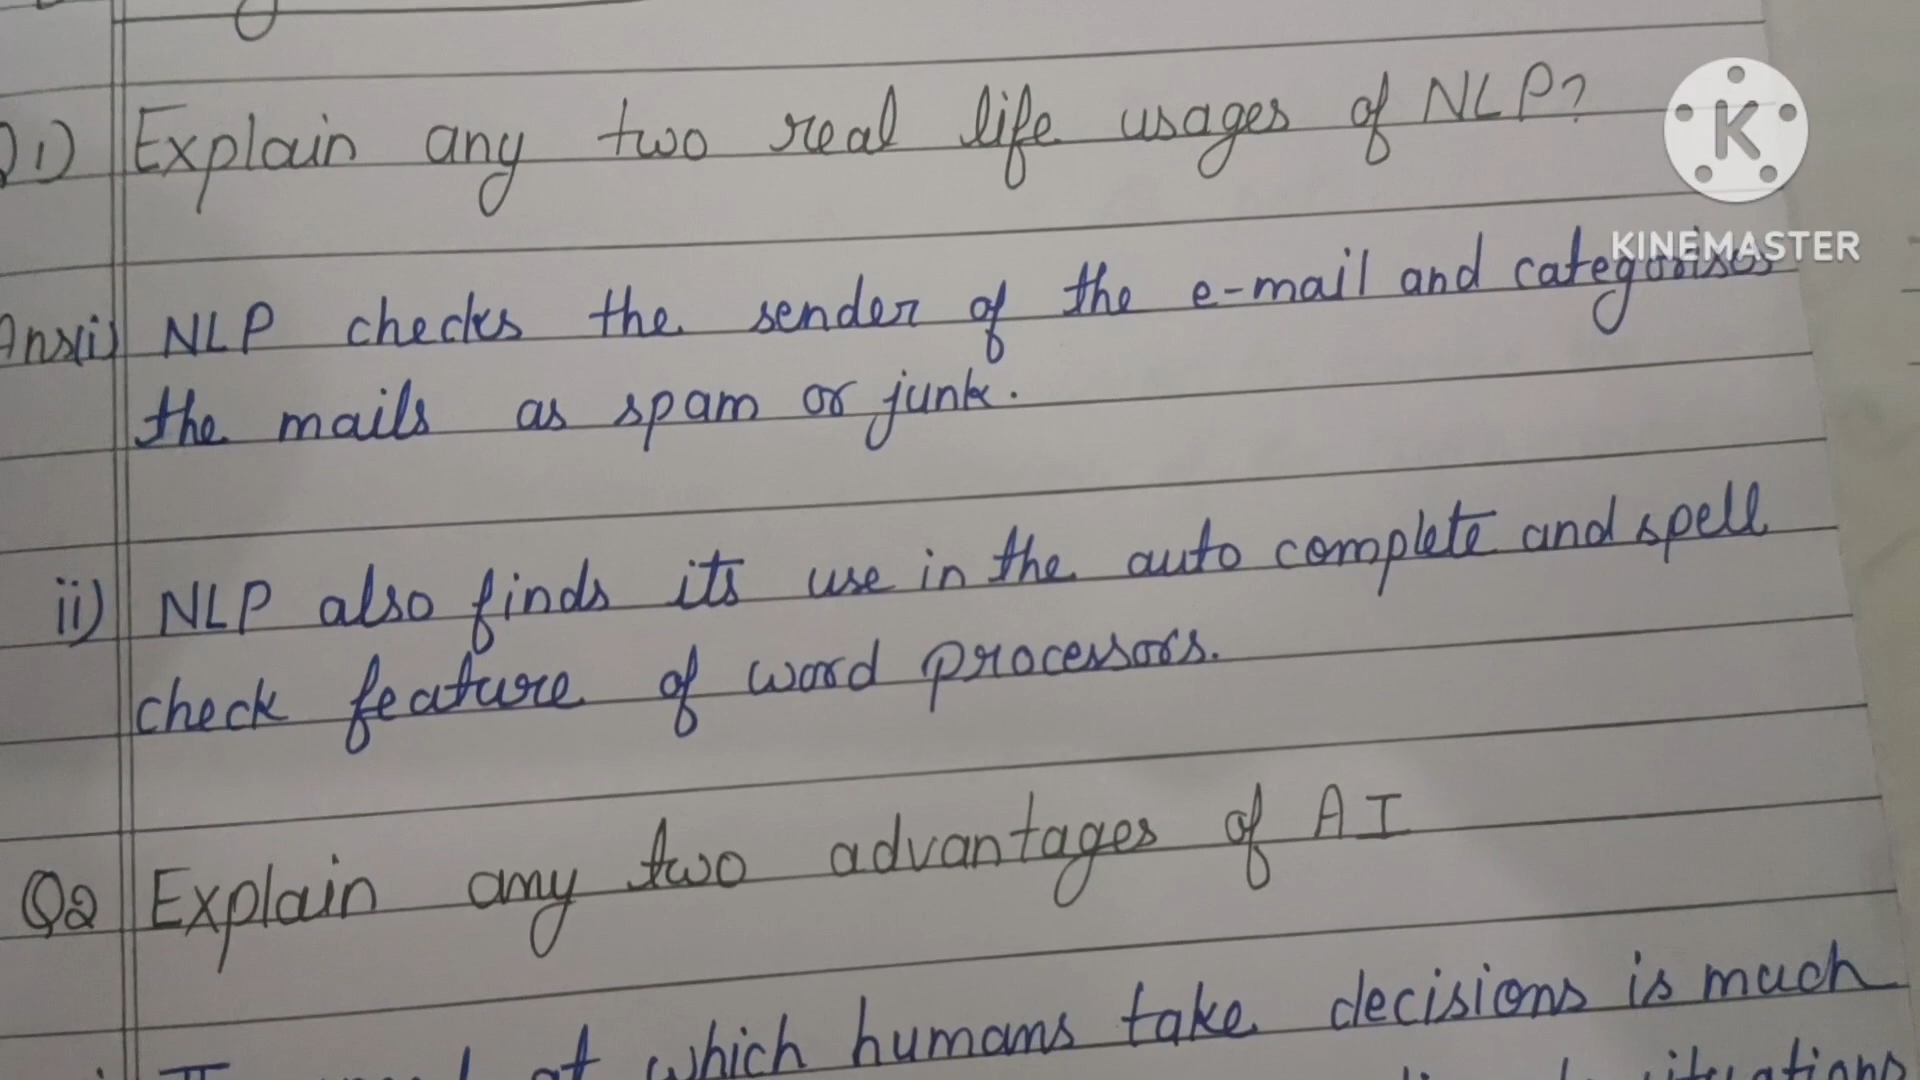 Q1) Explain any two real life usages of NLP?
K
KINEMASTER
Ans(i) NLP checks the sender of the e-mail and categorises
the mails as spam or junk.
ii) NLP also finds its use in the auto complete and spell
check feature of word processors.
Q2 Explain any two advantages of AI
at which humans take decisions is much